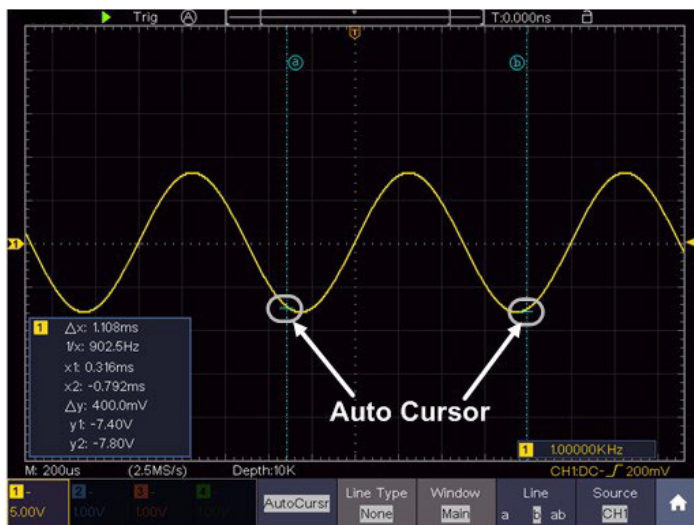 Trig A T:0.000ns
T
a b
1
1 Δx: 1.108ms
1/x: 902.5Hz
x1: 0.316ms
x2: -0.792ms
Δy: 400.0mV
y1: -7.40V
y2: -7.80V
Auto Cursor
1 1.00000KHz
M: 200us (2.5MS/s) Depth:10K CH1:DC- 200mV
1 - 2 - 3 - 4 -
5.00V 1.00V 1.00V 1.00V
AutoCursr
Line Type Window Line Source
None Main a b ab CH1